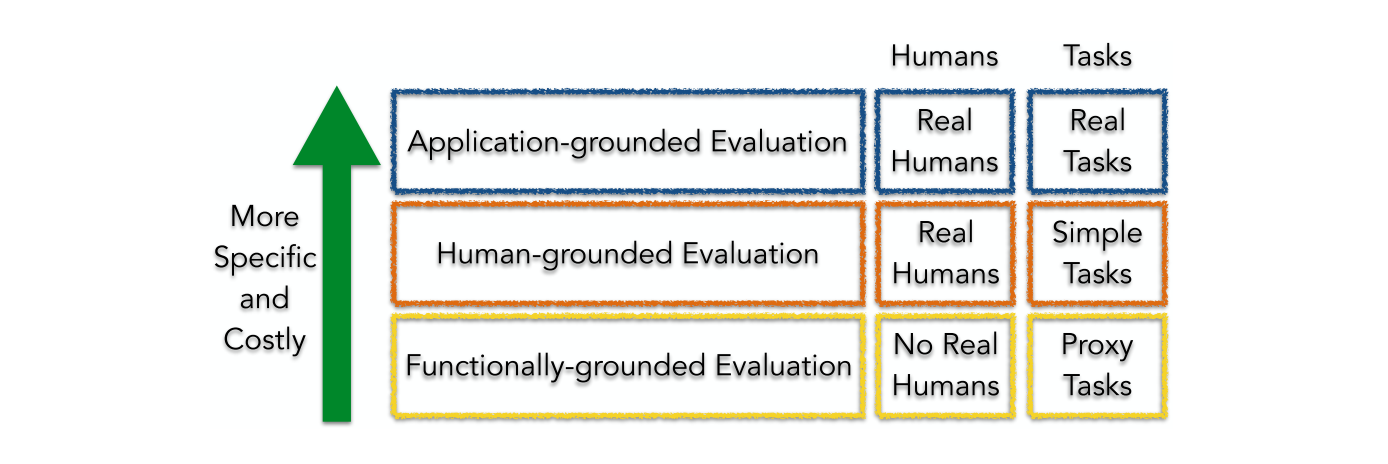 Humans
Tasks
Application-grounded Evaluation
Real
Humans
Real
Tasks
More
Specific
and
Costly
Human-grounded Evaluation
Real
Humans
Simple
Tasks
Functionally-grounded Evaluation
No Real
Humans
Proxy
Tasks